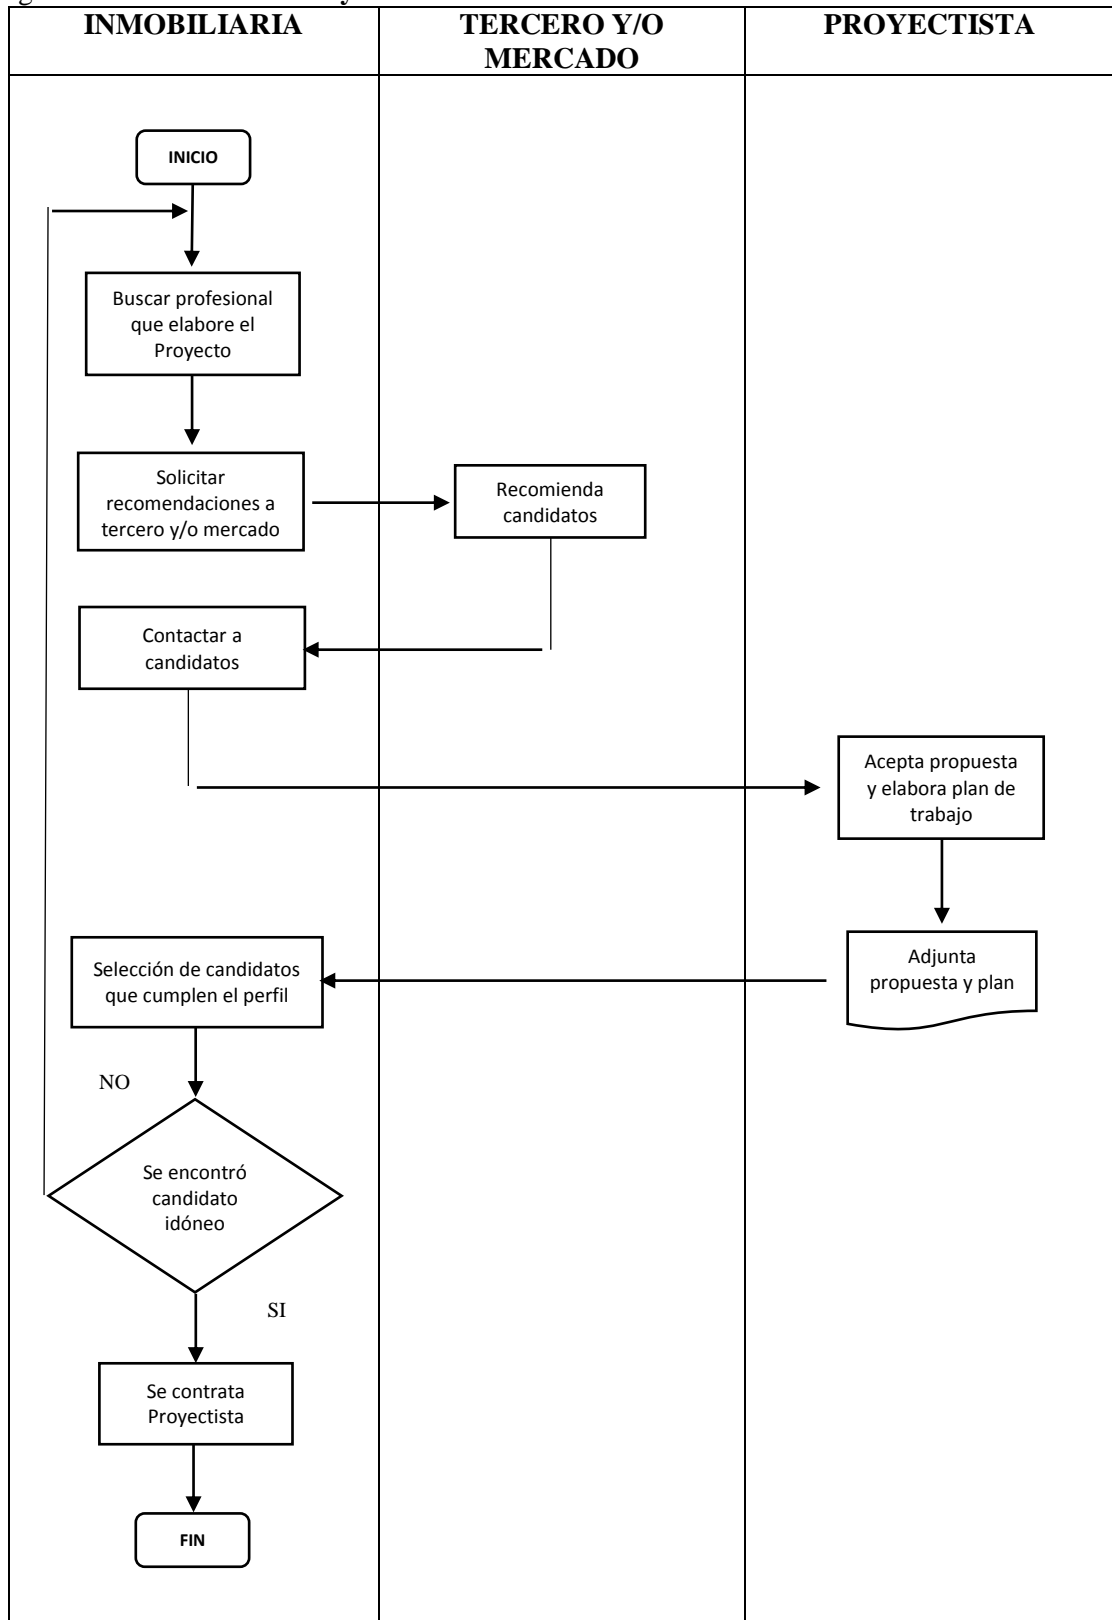 INMOBILIARIA
TERCERO Y/O
MERCADO
PROYECTISTA
INICIO
Buscar profesional
que elabore el
Proyecto
Solicitar
recomendaciones a
tercero y/o mercado
Recomienda
candidatos
Contactar a
candidatos
Acepta propuesta
y elabora plan de
trabajo
Adjunta
propuesta y plan
Selección de candidatos
que cumplen el perfil
NO
Se encontró
candidato
idóneo
SI
Se contrata
Proyectista
FIN